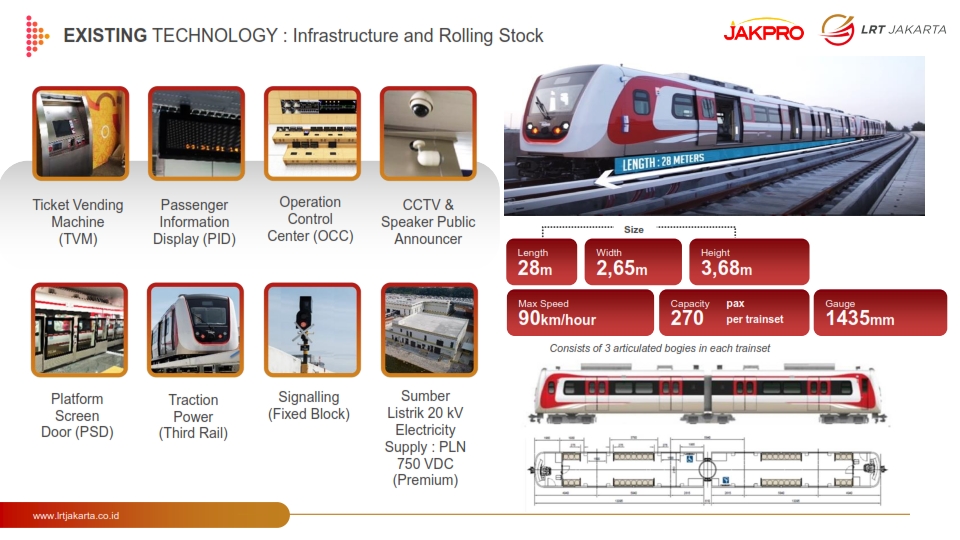 EXISTING TECHNOLOGY : Infrastructure and Rolling Stock
JAKPRO
LRT JAKARTA
Ticket Vending
Machine
(TVM)
Passenger
Information
Display (PID)
Operation
Control
Center (OCC)
CCTV &
Speaker Public
Announcer
Platform
Screen
Door (PSD)
Traction
Power
(Third Rail)
Signalling
(Fixed Block)
Sumber
Listrik 20 kV
Electricity
Supply : PLN
750 VDC
(Premium)
LENGTH : 28 METERS
Size
Length
28m
Width
2,65m
Height
3,68m
Max Speed
90km/hour
Capacity
270
pax
per trainset
Gauge
1435mm
Consists of 3 articulated bogies in each trainset
www.lrtjakarta.co.id